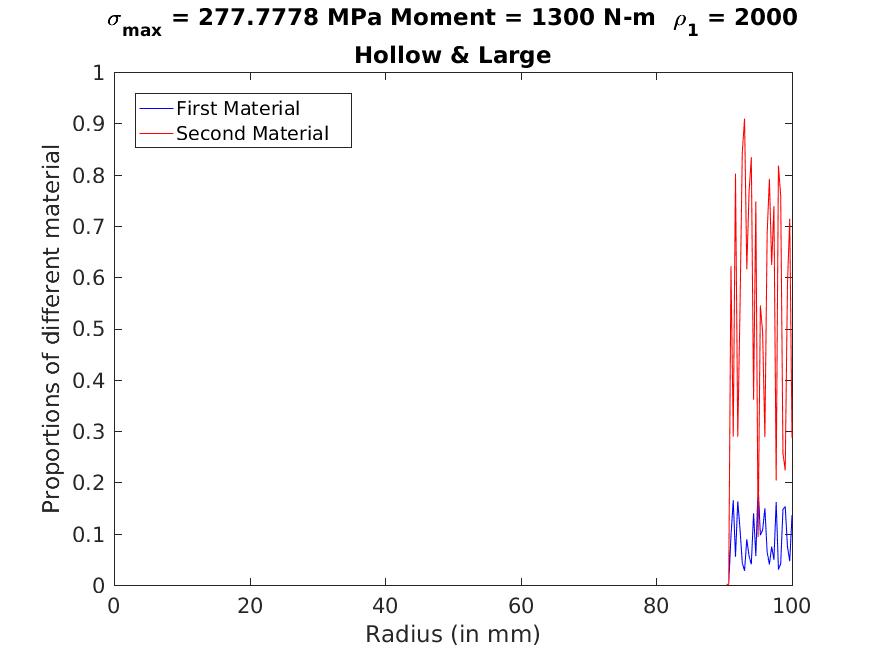 σmax = 277.7778 MPa Moment = 1300 N-m ρ1 = 2000
Hollow & Large
First Material
Second Material
Proportions of different material
1
0.9
0.8
0.7
0.6
0.5
0.4
0.3
0.2
0.1
0
0 20 40 60 80 100
Radius (in mm)